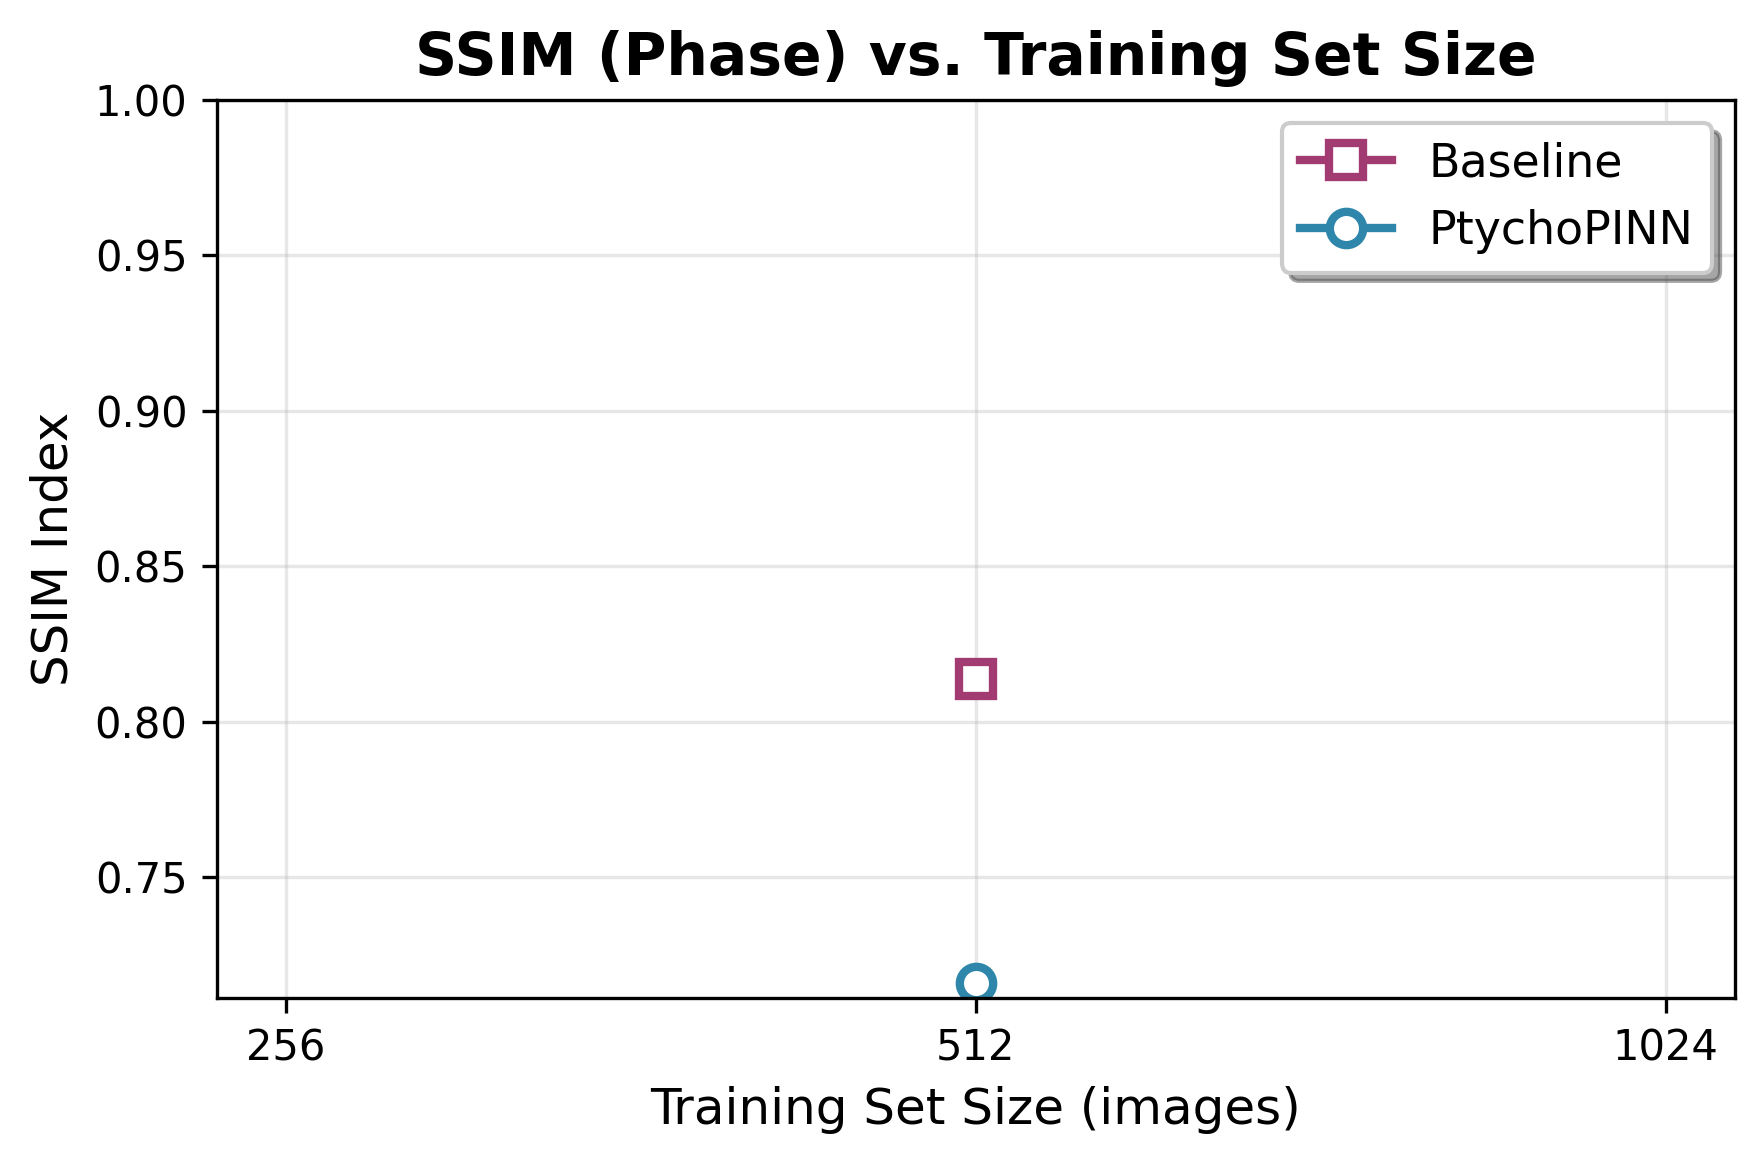 SSIM (Phase) vs. Training Set Size
1.00
0.95
0.90
0.85
0.80
0.75
SSIM Index
Baseline
PtychoPINN
256
512
1024
Training Set Size (images)